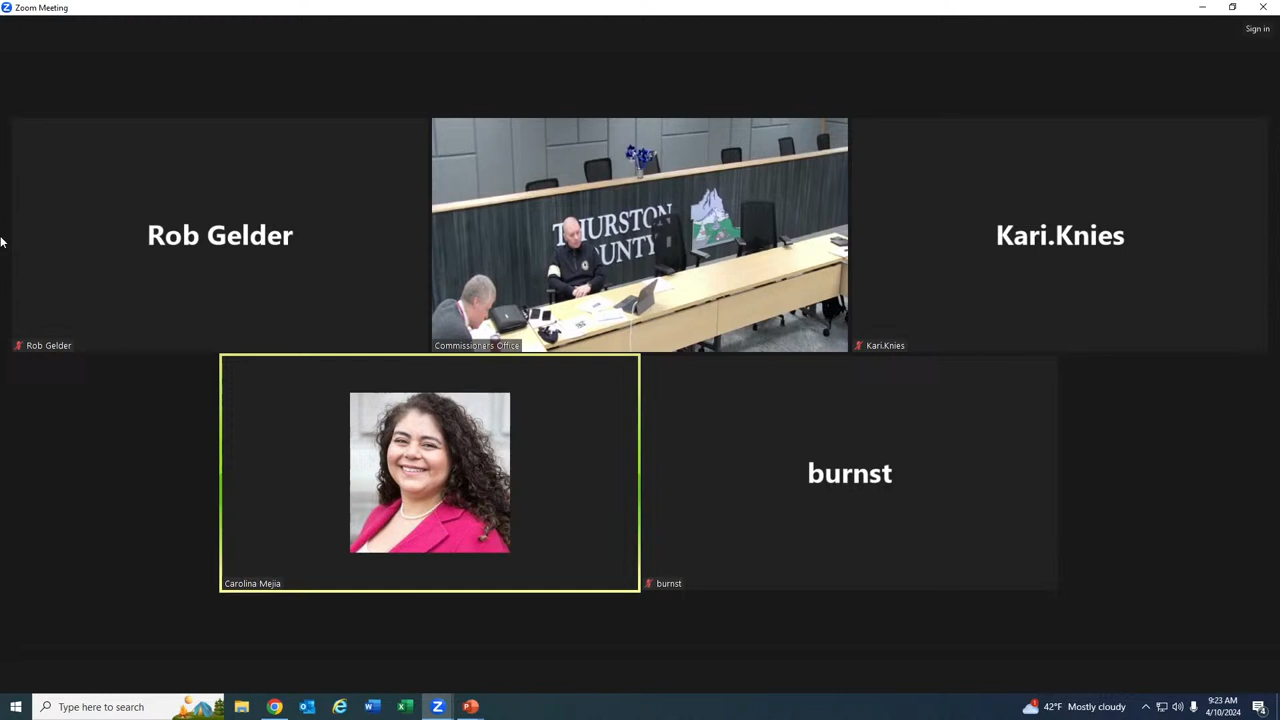 Zoom Meeting
Sign in
Rob Gelder
THURSTON
COUNTY
Kari.Knies
Rob Gelder
Commissioners Office
Kari.Knies
burnst
Carolina Mejia
burnst
Type here to search
42°F Mostly cloudy
9:23 AM
4/10/2024
4